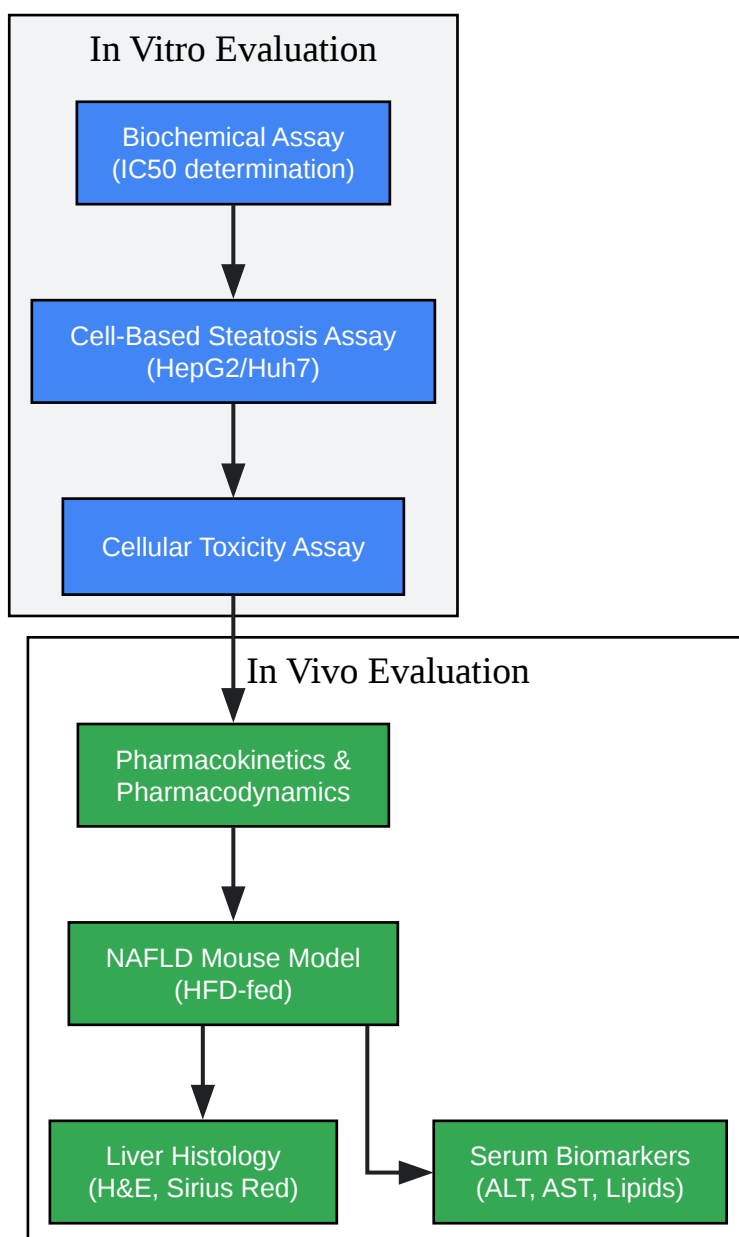 In Vitro Evaluation
Biochemical Assay
(IC50 determination)
Cell-Based Steatosis Assay
(HepG2/Huh7)
Cellular Toxicity Assay
In Vivo Evaluation
Pharmacokinetics &
Pharmacodynamics
NAFLD Mouse Model
(HFD-fed)
Liver Histology
(H&E, Sirius Red)
Serum Biomarkers
(ALT, AST, Lipids)